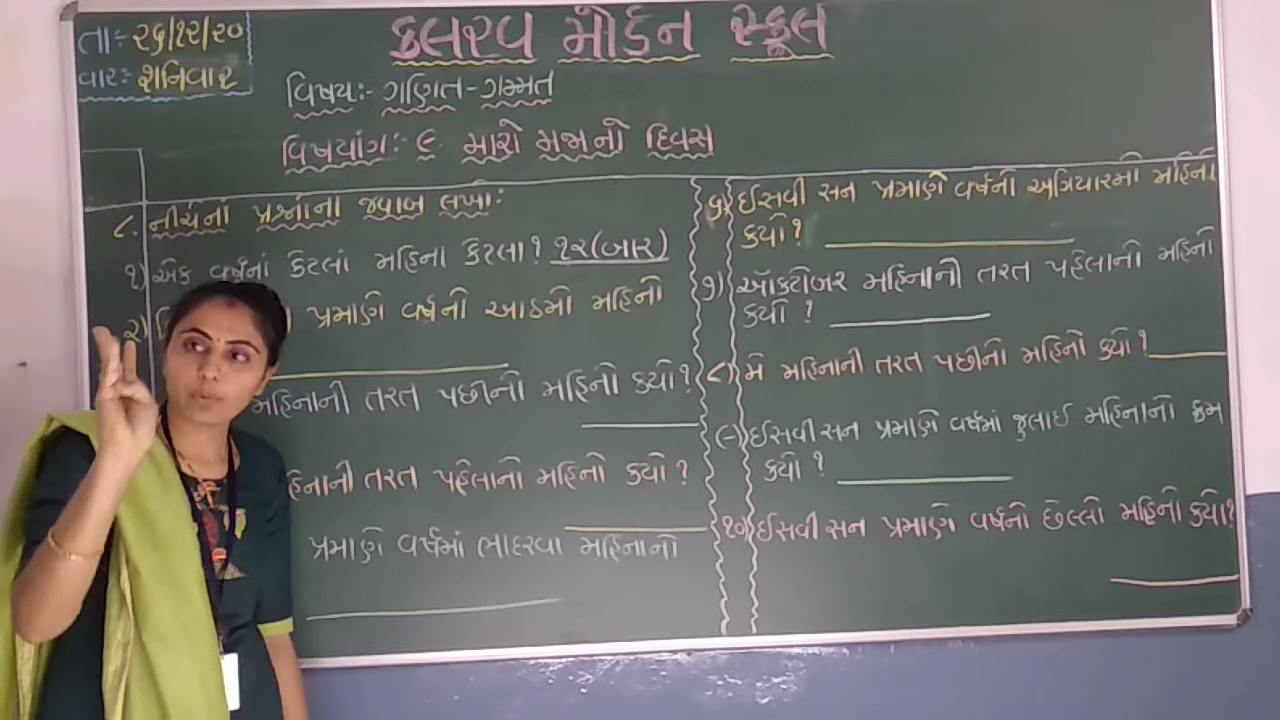 તા:- ૨૬/૧૨/૨૦
વાર:- શનિવાર
કલરવ મોર્ડન સ્કૂલ
વિષય:- ગણિત-ગમ્મત
વિષયાંગ:- ૯ મારો મજાનો દિવસ
૮. નીચેનાં પ્રશ્નોના જવાબ લખો:
૧) એક વર્ષનાં કેટલાં મહિના કેટલા? ૧૨(બાર)
૨) પ્રમાણે વર્ષનો આઠમો મહિનો
મહિનાની તરત પછીનો મહિનો કયો?
હિનાની તરત પહેલાનો મહિનો કયો?
પ્રમાણે વર્ષમાં ભાદરવા મહિનાનો
૬) ઈસવી સન પ્રમાણે વર્ષનો અગિયારમો મહિનો
કયો?
૭) ઑક્ટોબર મહિનાની તરત પહેલાનો મહિનો
કયો ?
૮) મે મહિનાની તરત પછીનો મહિનો કયો?
૯) ઈસવી સન પ્રમાણે વર્ષમાં જુલાઈ મહિનાનો ક્રમ
કયો ?
૧૦) ઈસવી સન પ્રમાણે વર્ષનો છેલ્લો મહિનો કયો?